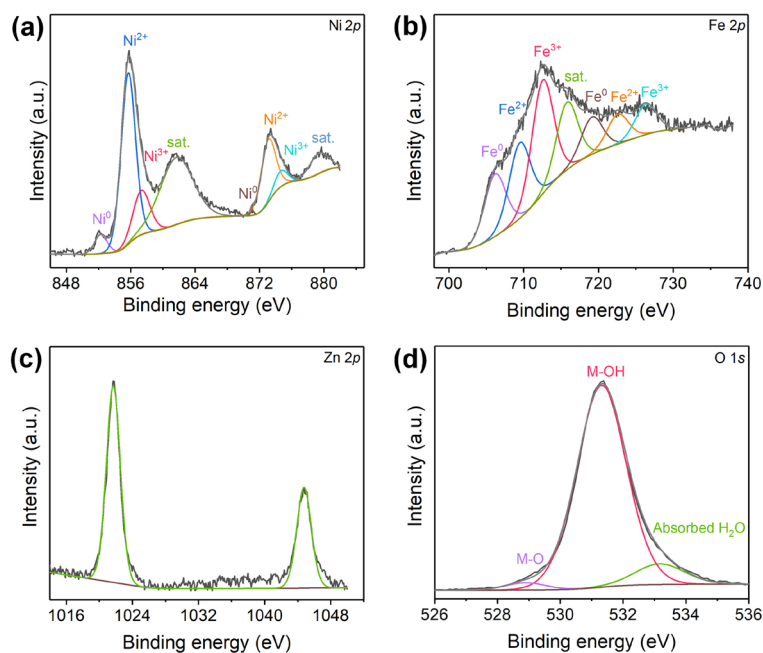 (a)
Ni 2p
Ni2+
Ni3+
sat.
Ni0
Ni2+
Ni3+
sat.
Ni0
Intensity (a.u.)
848 856 864 872 880
Binding energy (eV)
(b)
Fe 2p
Fe3+
sat.
Fe2+
Fe0
Fe0
Fe2+
Fe3+
Intensity (a.u.)
700 710 720 730 740
Binding energy (eV)
(c)
Zn 2p
Intensity (a.u.)
1016 1024 1032 1040 1048
Binding energy (eV)
(d)
O 1s
M-OH
Absorbed H2O
M-O
Intensity (a.u.)
526 528 530 532 534 536
Binding energy (eV)